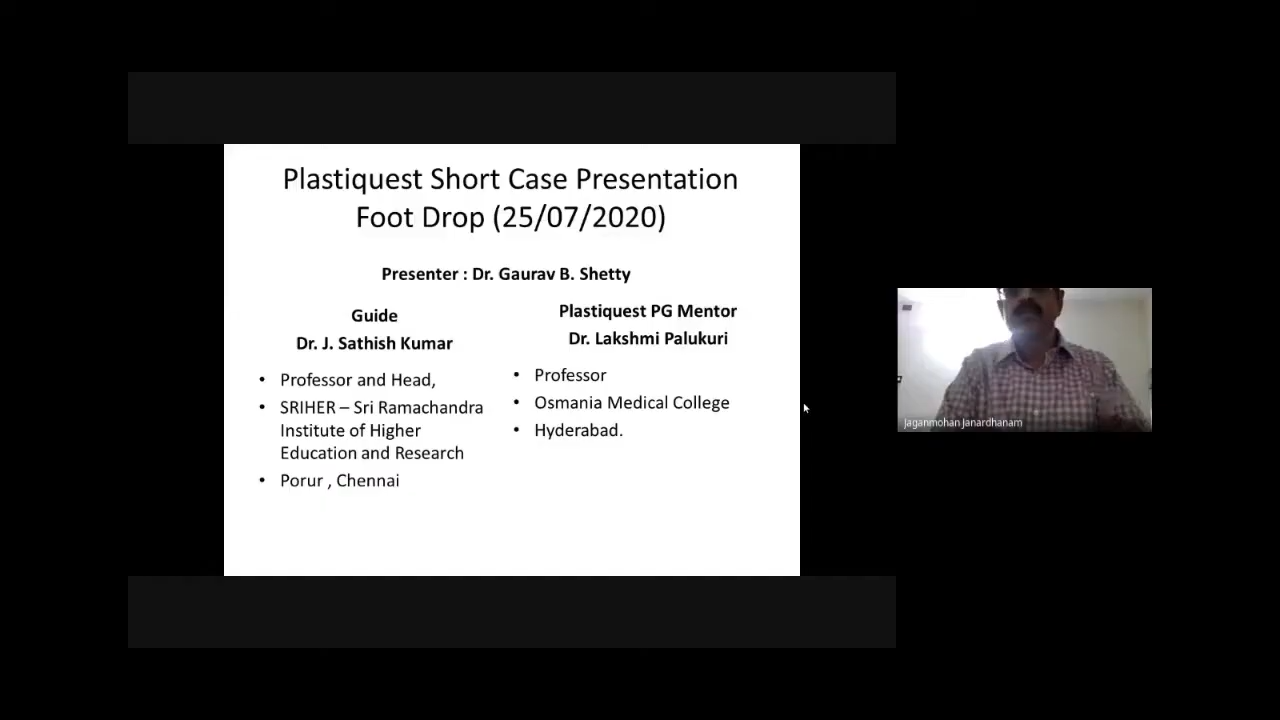 Plastiquest Short Case Presentation
Foot Drop (25/07/2020)
Presenter : Dr. Gaurav B. Shetty
Guide
Dr. J. Sathish Kumar
• Professor and Head,
• SRIHER – Sri Ramachandra
Institute of Higher
Education and Research
• Porur , Chennai
Plastiquest PG Mentor
Dr. Lakshmi Palukuri
• Professor
• Osmania Medical College
• Hyderabad.
Jaganmohan Janardhanam